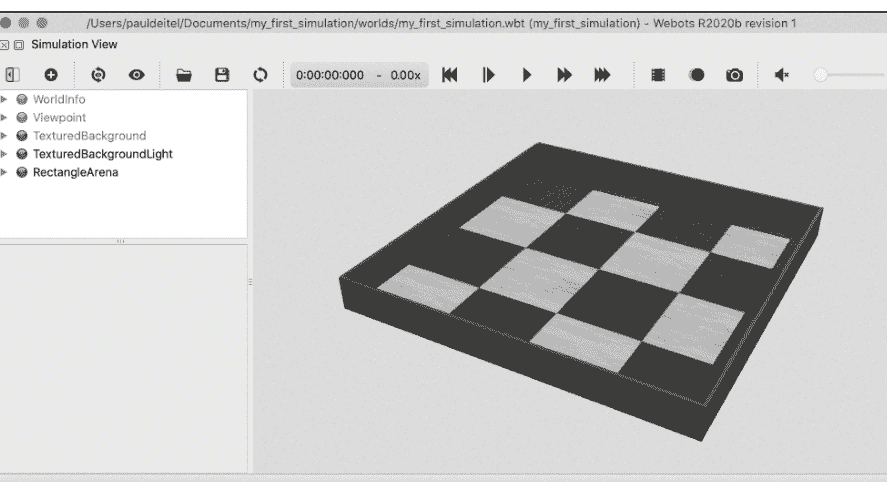 /Users/pauldeitel/Documents/my_first_simulation/worlds/my_first_simulation.wbt (my_first_simulation) - Webots R2020b revision 1
Simulation View
0:00:00:000 - 0.00x
WorldInfo
Viewpoint
TexturedBackground
TexturedBackgroundLight
RectangleArena